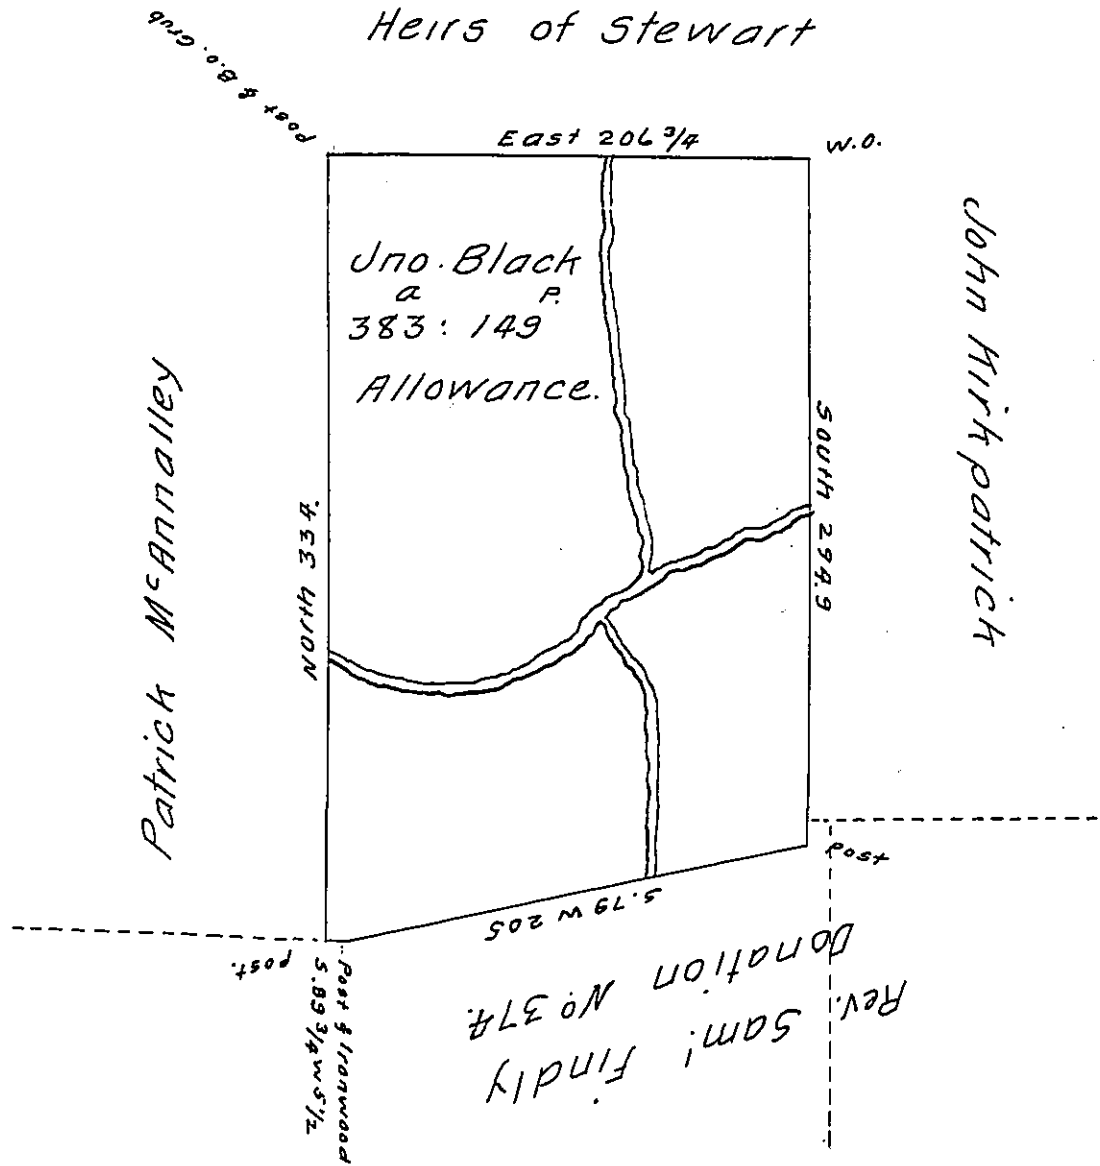 Heirs of Stewart
Post & B.O. Grub
East 206 3/4
W.O.
Jno. Black
a P.
383 : 149
Allowance.
Patrick McAnnalley
North 334.
South 294.9
John Kirkpatrick
Post
S. 79 W 205
Post.
Post & Ironwood
S. 89 3/4 W 5 1/2
Donation No 374.
Rev. Saml Findly